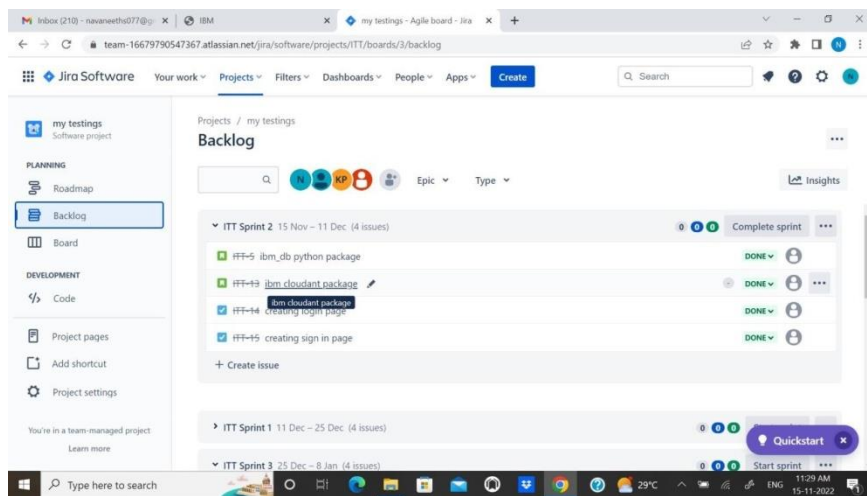 Inbox (210) - navaneeths077@g
IBM
my testings - Agile board - Jira
team-16679790547367.atlassian.net/jira/software/projects/ITT/boards/3/backlog
N
Jira Software Your work Projects Filters Dashboards People Apps Create Search
N
my testings
Software project
PLANNING
Roadmap
Backlog
Board
DEVELOPMENT
Code
Project pages
Add shortcut
Project settings
You're in a team-managed project
Learn more
Projects / my testings
Backlog
N KP Epic Type Insights
ITT Sprint 2 15 Nov – 11 Dec (4 issues) 0 0 0 Complete sprint
ITT-5 ibm_db python package DONE
ITT-13 ibm cloudant package DONE
ibm cloudant package
ITT-14 creating login page DONE
ITT-15 creating sign in page DONE
+ Create issue
ITT Sprint 1 11 Dec – 25 Dec (4 issues) 0 0 0
Quickstart
ITT Sprint 3 25 Dec – 8 Jan (4 issues) 0 0 0 Start sprint
Type here to search
29°C
ENG
11:29 AM
15-11-2022